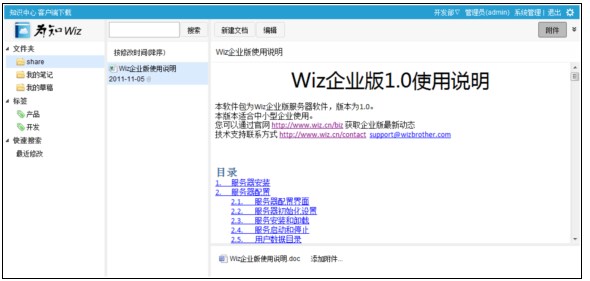 知识中心 客户端下载
开发部 管理员(admin) 系统管理 | 退出
为知 Wiz
搜索
新建文档 编辑
附件
文件夹
share
我的笔记
我的草稿
标签
产品
开发
快速搜索
最近修改
按修改时间(降序)
Wiz企业版使用说明
2011-11-05
Wiz企业版使用说明
Wiz企业版1.0使用说明
本软件包为Wiz企业版服务器软件，版本为1.0。
本版本适合中小型企业使用。
您可以通过官网 http://www.wiz.cn/biz 获取企业版最新动态
技术支持联系方式 http://www.wiz.cn/contact support@wizbrother.com
目录
1. 服务器安装
2. 服务器配置
2.1. 服务器配置界面
2.2. 服务器初始化设置
2.3. 服务安装和卸载
2.4. 服务启动和停止
2.5. 用户数据目录
Wiz企业版使用说明.doc 添加附件...